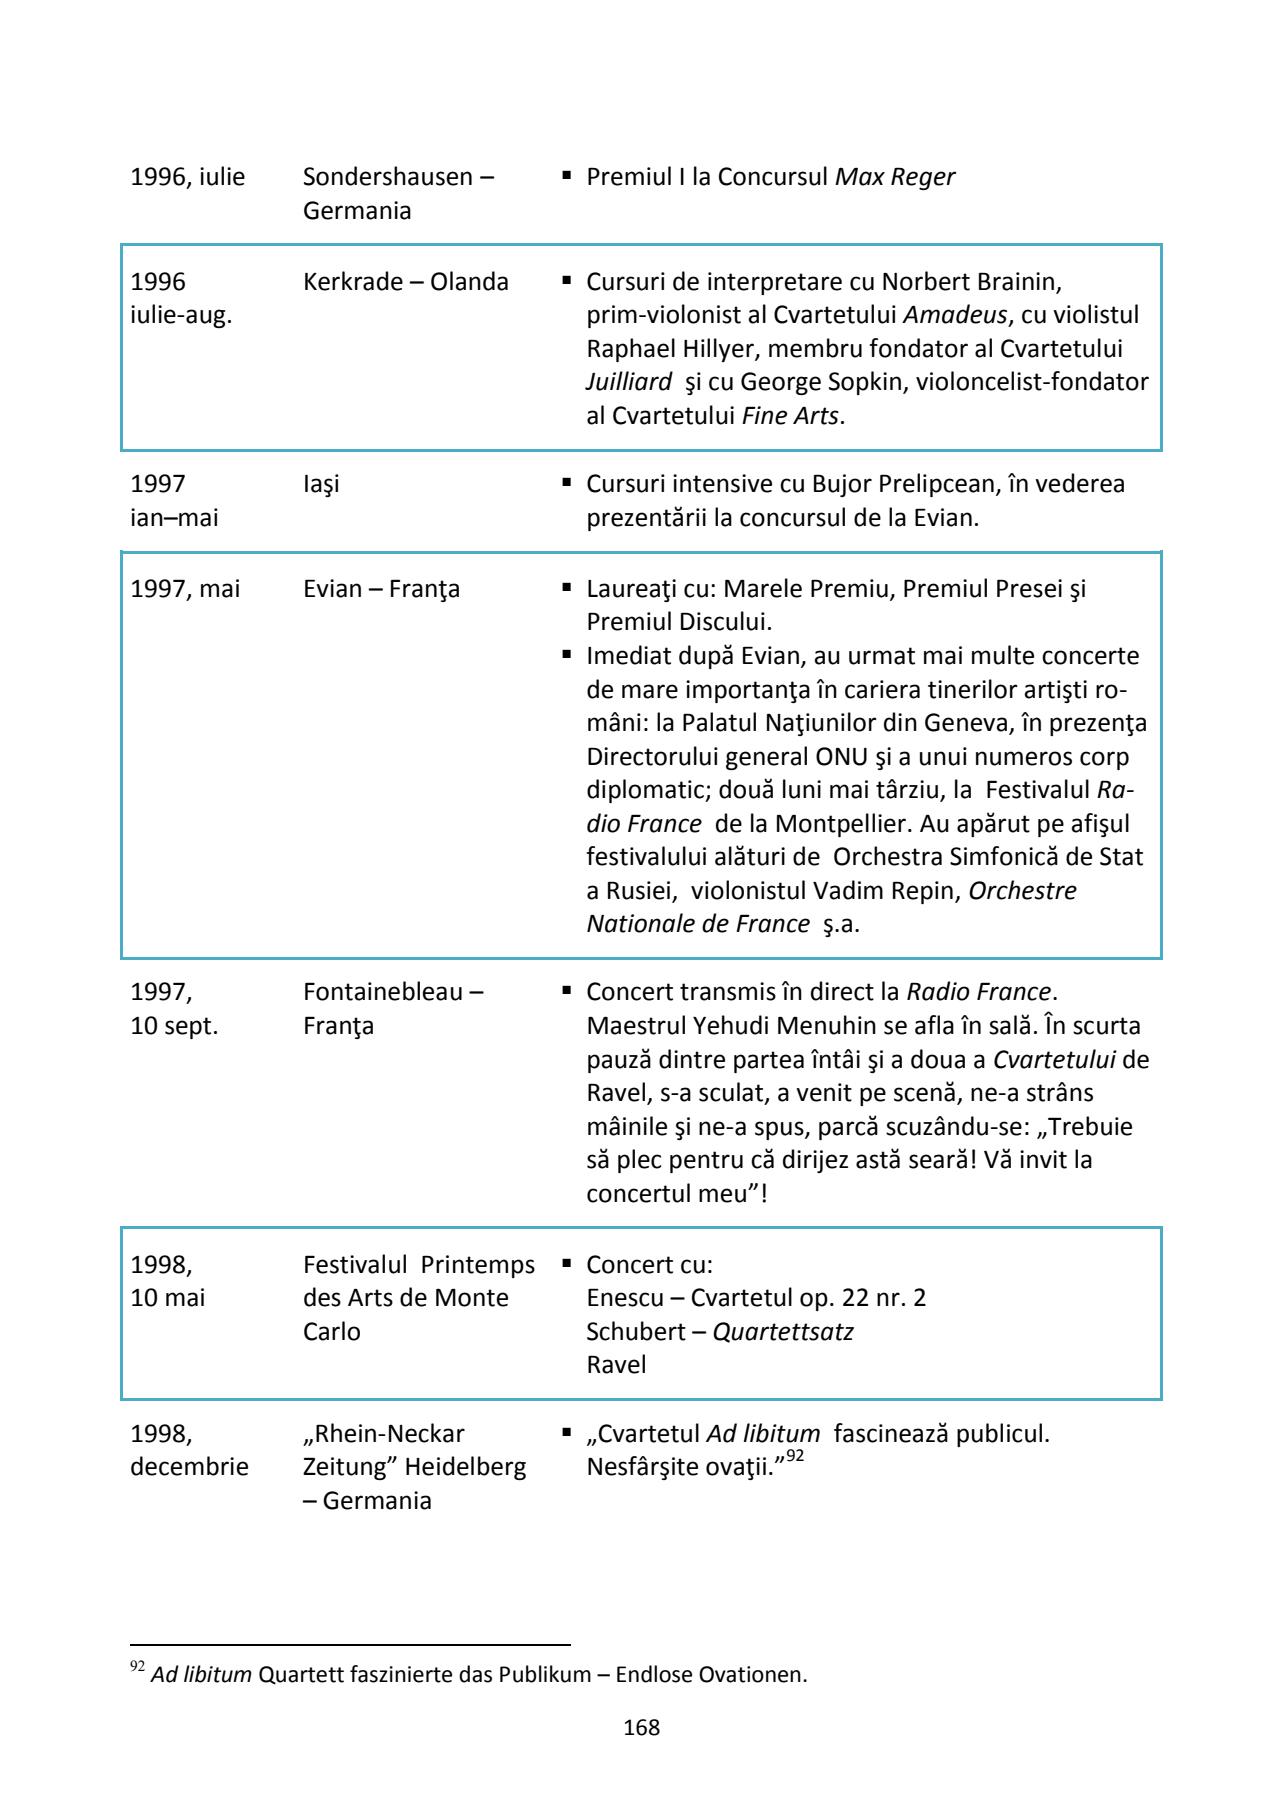 1996, iulie
Sondershausen –
Germania
▪ Premiul I la Concursul Max Reger
1996
iulie-aug.
Kerkrade – Olanda
▪ Cursuri de interpretare cu Norbert Brainin,
prim-violonist al Cvartetului Amadeus, cu violistul
Raphael Hillyer, membru fondator al Cvartetului
Juilliard şi cu George Sopkin, violoncelist-fondator
al Cvartetului Fine Arts.
1997
ian–mai
Iaşi
▪ Cursuri intensive cu Bujor Prelipcean, în vederea
prezentării la concursul de la Evian.
1997, mai
Evian – Franţa
▪ Laureaţi cu: Marele Premiu, Premiul Presei şi
Premiul Discului.
▪ Imediat după Evian, au urmat mai multe concerte
de mare importanţa în cariera tinerilor artişti ro-
mâni: la Palatul Naţiunilor din Geneva, în prezenţa
Directorului general ONU şi a unui numeros corp
diplomatic; două luni mai târziu, la Festivalul Ra-
dio France de la Montpellier. Au apărut pe afişul
festivalului alături de Orchestra Simfonică de Stat
a Rusiei, violonistul Vadim Repin, Orchestre
Nationale de France ş.a.
1997,
10 sept.
Fontainebleau –
Franţa
▪ Concert transmis în direct la Radio France.
Maestrul Yehudi Menuhin se afla în sală. În scurta
pauză dintre partea întâi şi a doua a Cvartetului de
Ravel, s-a sculat, a venit pe scenă, ne-a strâns
mâinile şi ne-a spus, parcă scuzându-se: „Trebuie
să plec pentru că dirijez astă seară! Vă invit la
concertul meu”!
1998,
10 mai
Festivalul Printemps
des Arts de Monte
Carlo
▪ Concert cu:
Enescu – Cvartetul op. 22 nr. 2
Schubert – Quartettsatz
Ravel
1998,
decembrie
„Rhein-Neckar
Zeitung” Heidelberg
– Germania
▪ „Cvartetul Ad libitum fascinează publicul.
Nesfârşite ovaţii.”92
92 Ad libitum Quartett faszinierte das Publikum – Endlose Ovationen.
168